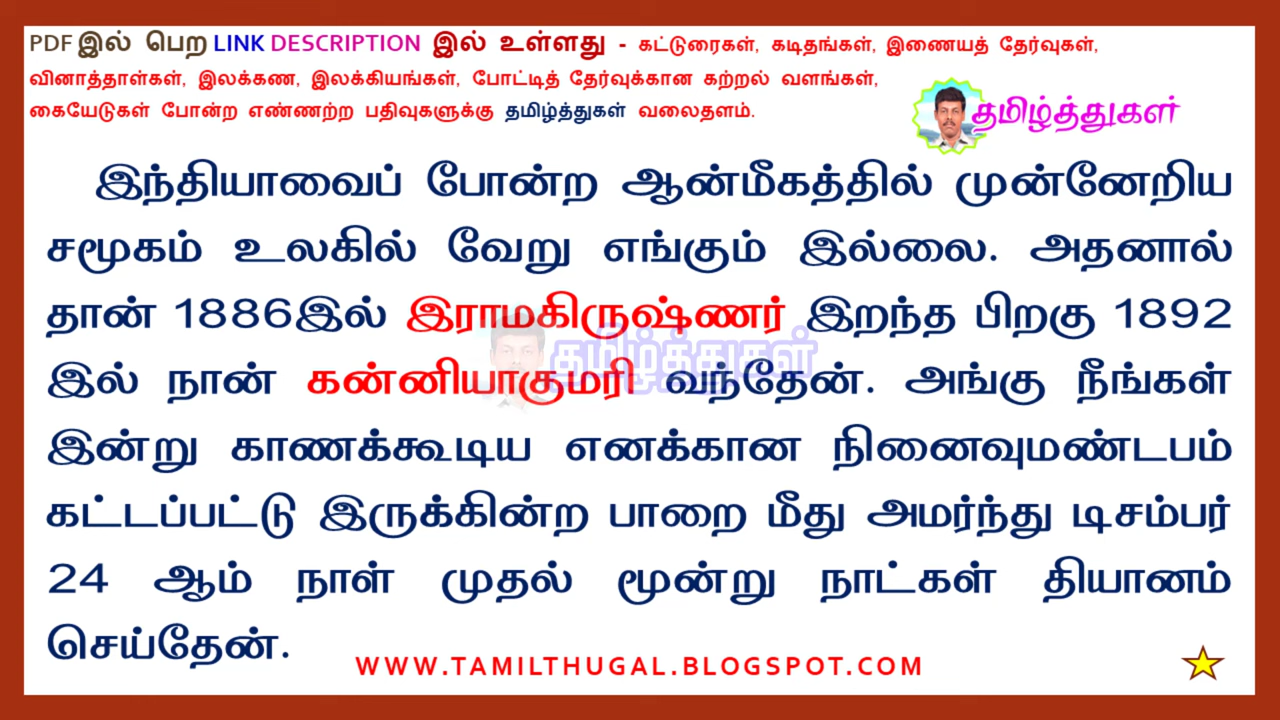 PDF இல் பெற LINK DESCRIPTION இல் உள்ளது - கட்டுரைகள், கடிதங்கள், இணையத் தேர்வுகள்,
வினாத்தாள்கள், இலக்கண, இலக்கியங்கள், போட்டித் தேர்வுக்கான கற்றல் வளங்கள்,
கையேடுகள் போன்ற எண்ணற்ற பதிவுகளுக்கு தமிழ்த்துகள் வலைதளம்.
தமிழ்த்துகள்
இந்தியாவைப் போன்ற ஆன்மீகத்தில் முன்னேறிய
சமூகம் உலகில் வேறு எங்கும் இல்லை. அதனால்
தான் 1886இல் இராமகிருஷ்ணர் இறந்த பிறகு 1892
தமிழ்த்துகள்
இல் நான் கன்னியாகுமரி வந்தேன். அங்கு நீங்கள்
இன்று காணக்கூடிய எனக்கான நினைவுமண்டபம்
கட்டப்பட்டு இருக்கின்ற பாறை மீது அமர்ந்து டிசம்பர்
24 ஆம் நாள் முதல் மூன்று நாட்கள் தியானம்
செய்தேன்.
WWW.TAMILTHUGAL.BLOGSPOT.COM